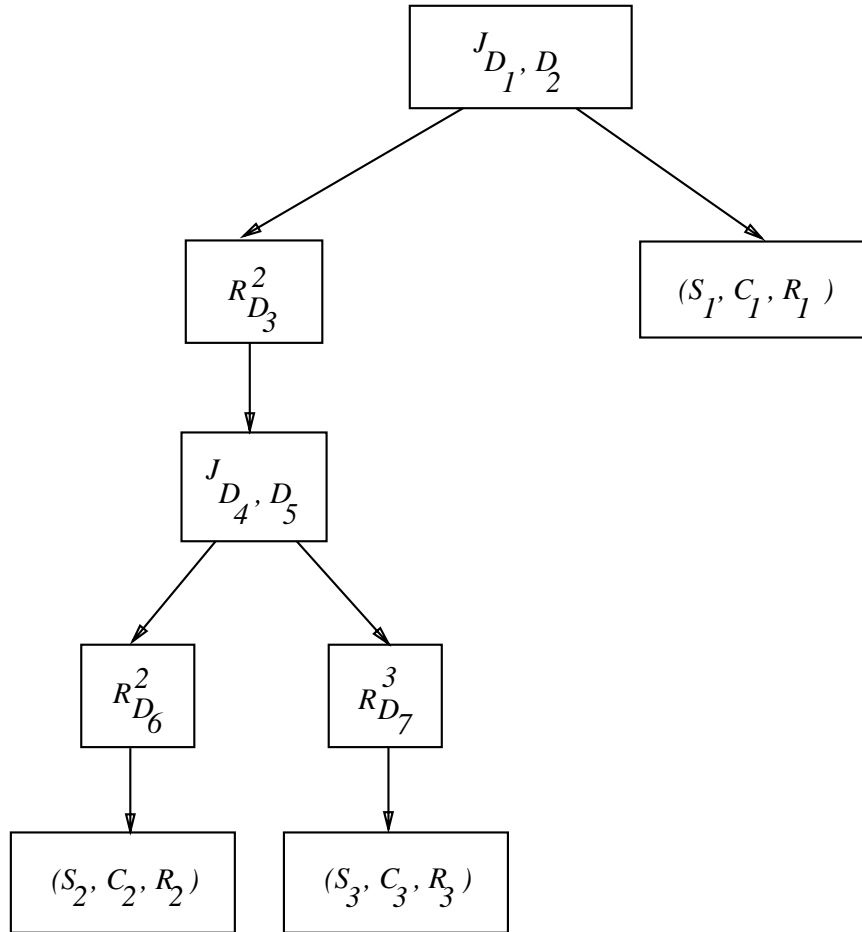 J_{D_1}, D_2
R^2_{D_3}
(S_1, C_1, R_1)
J_{D_4}, D_5
R^2_{D_6}
R^3_{D_7}
(S_2, C_2, R_2)
(S_3, C_3, R_3)